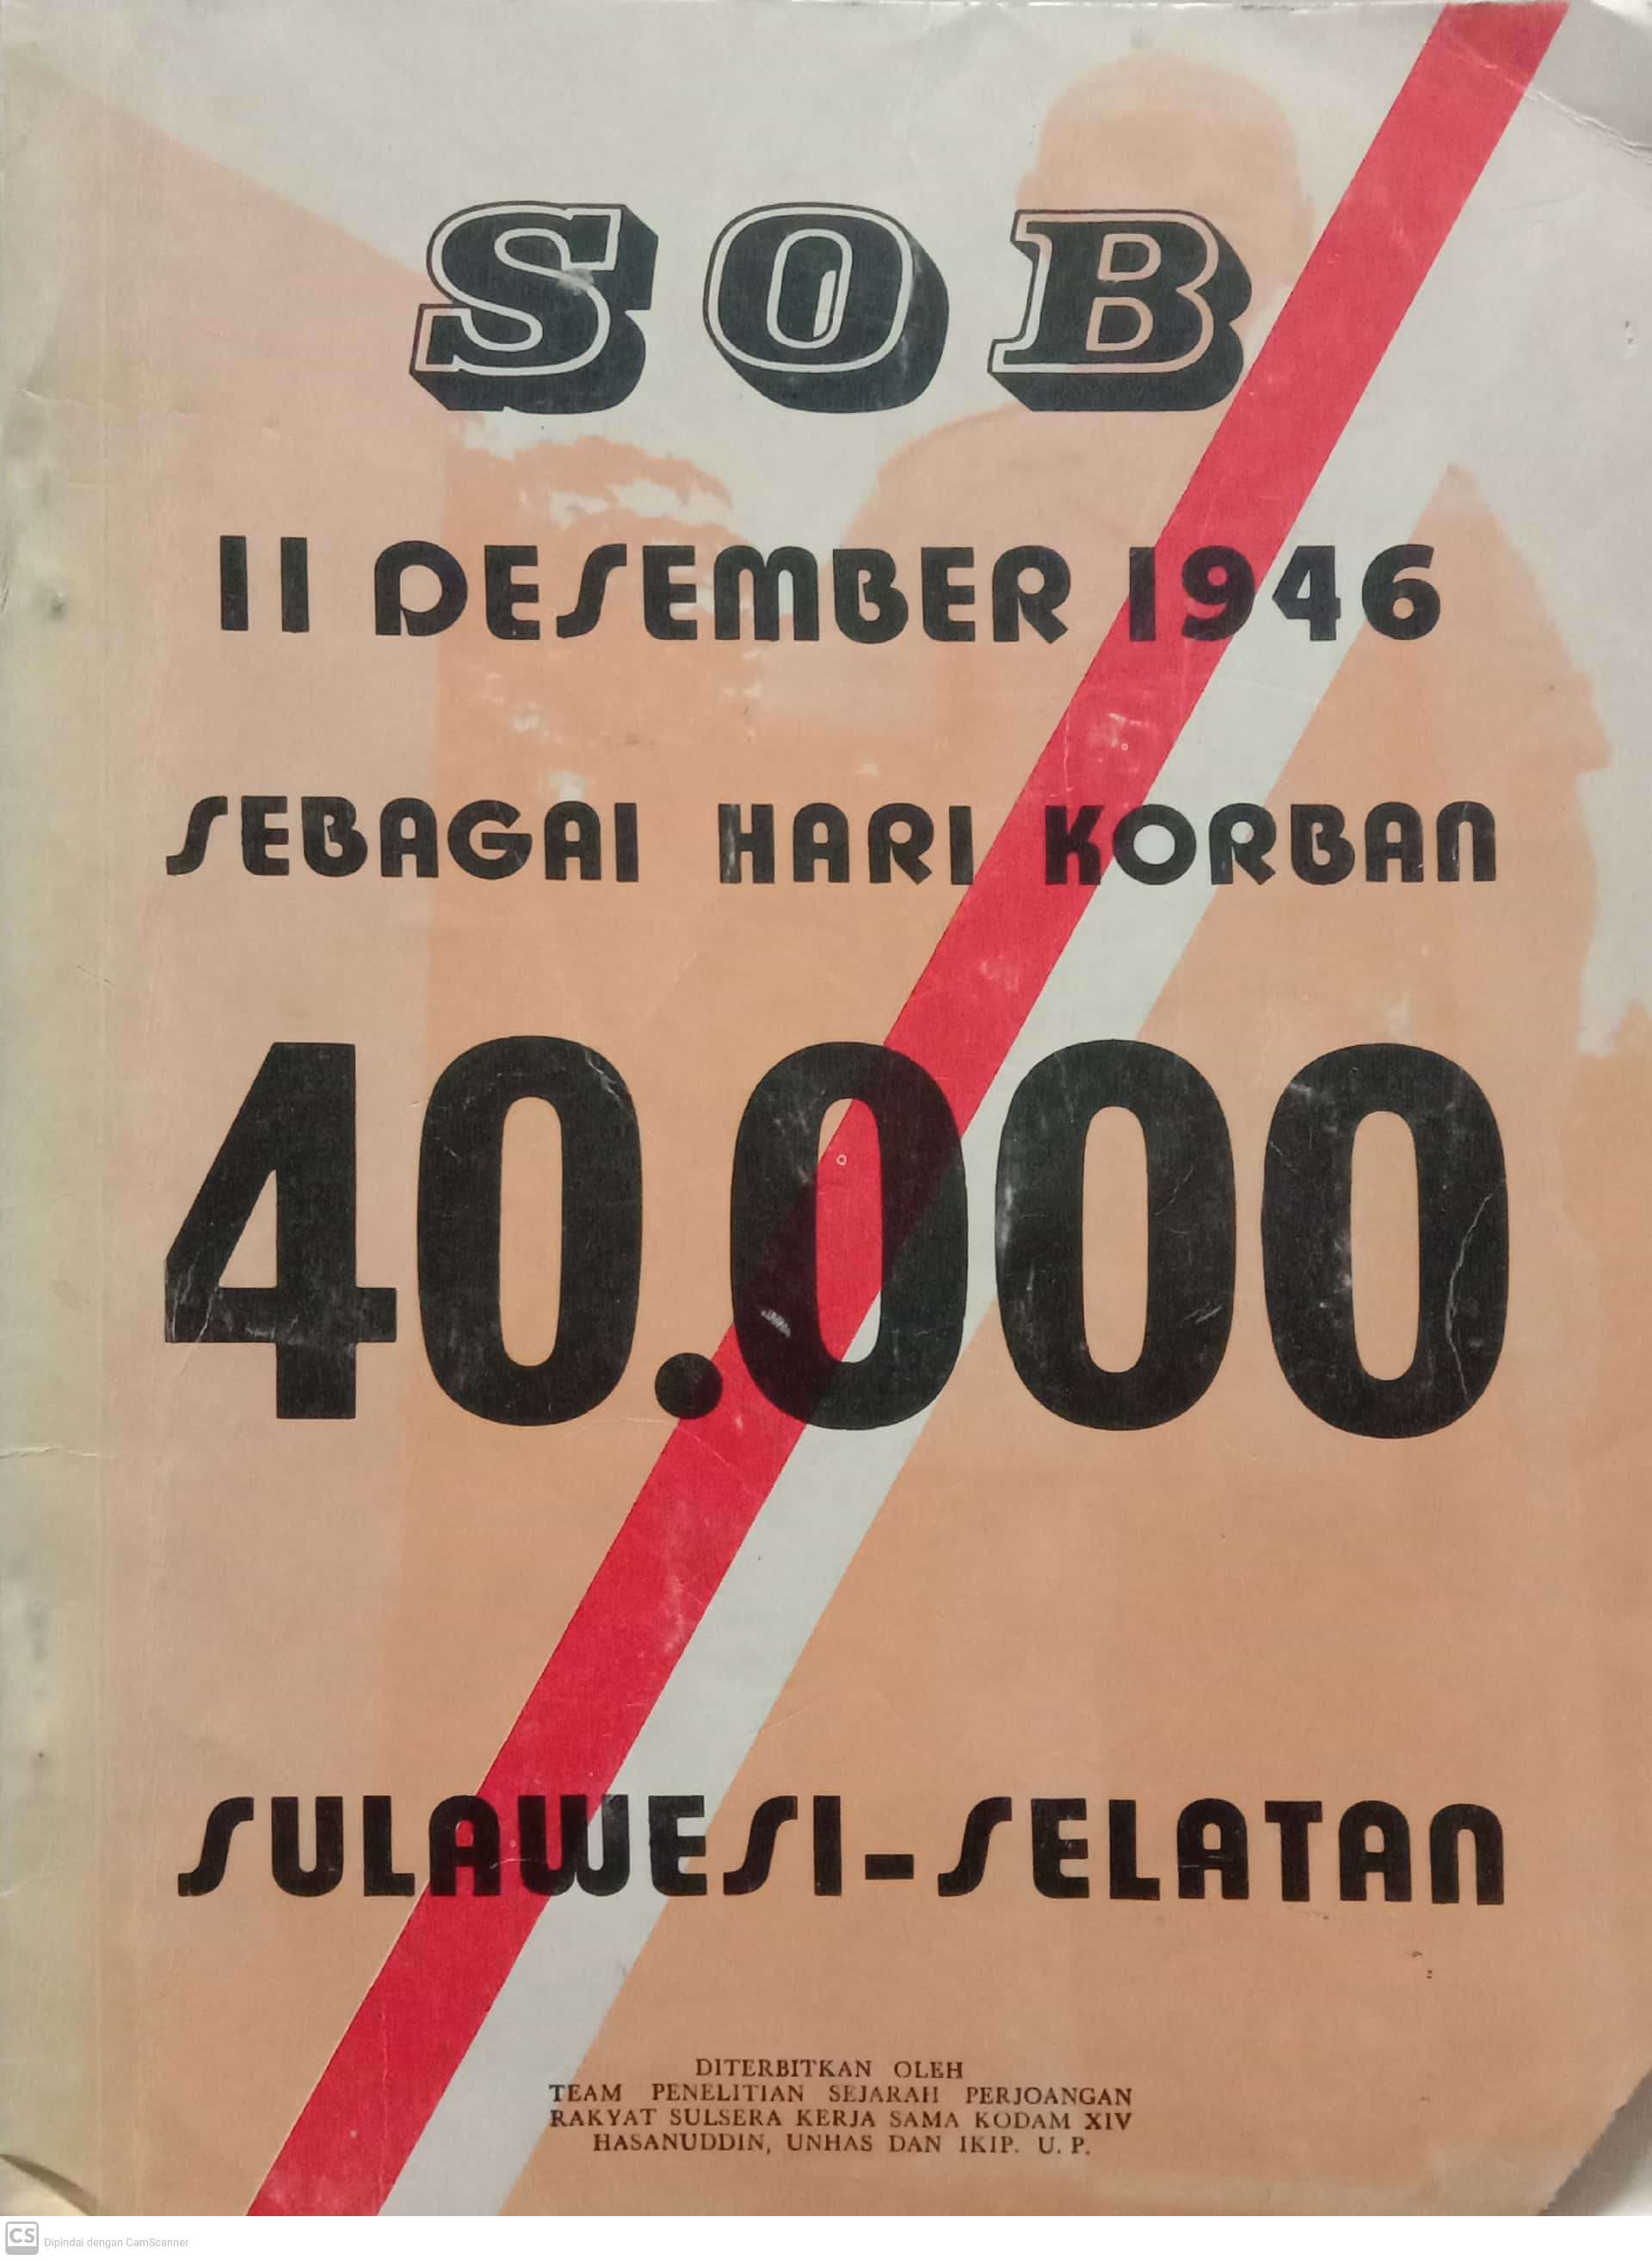 SOB
11 DESEMBER 1946
SEBAGAI HARI KORBAN
40.000
SULAWESI-SELATAN
DITERBITKAN OLEH
TEAM PENELITIAN SEJARAH PERJOANGAN
RAKYAT SULSERA KERJA SAMA KODAM XIV
HASANUDDIN, UNHAS DAN IKIP. U. P.
CS Dipindai dengan CamScanner